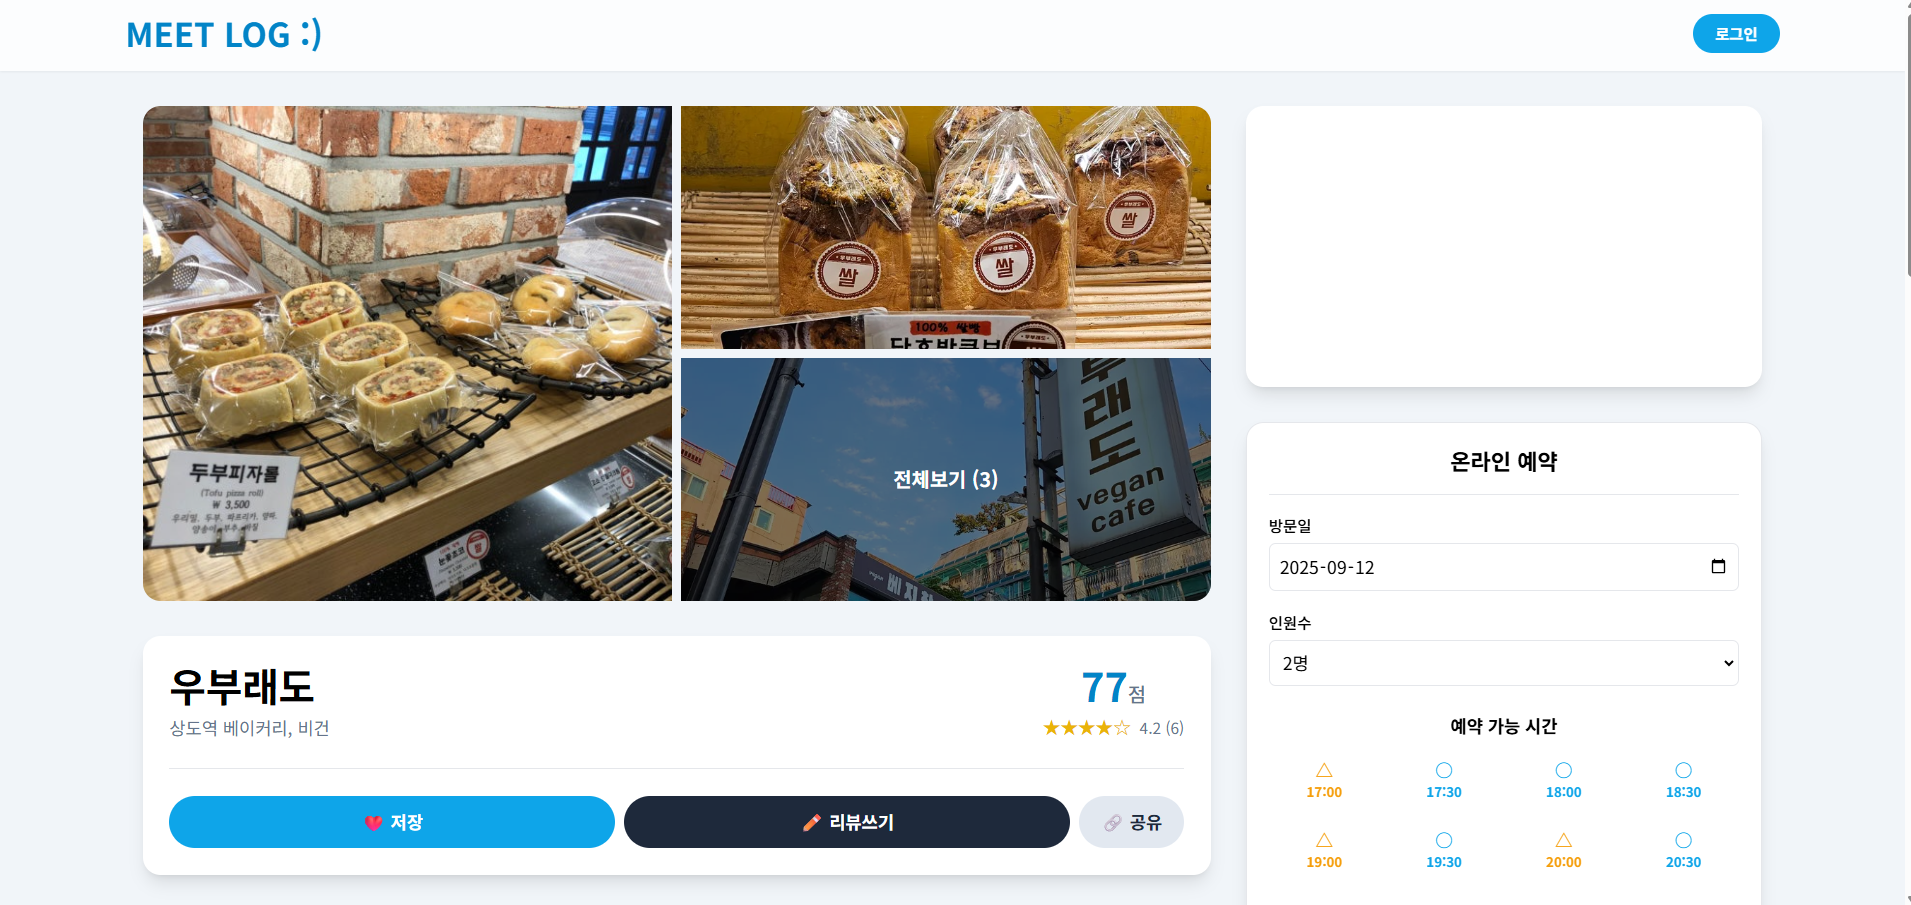 MEET LOG :)
로그인
두부피자롤
(Tofu pizza roll)
₩ 3,500
쌀
쌀
쌀
100% 쌀빵
전체보기 (3)
부래도
vegan
cafe
온라인 예약
방문일
2025-09-12
인원수
2명
예약 가능 시간
△ ○ ○ ○
17:00 17:30 18:00 18:30
△ ○ △ ○
19:00 19:30 20:00 20:30
우부래도
77점
상도역 베이커리, 비건
★★★★☆ 4.2 (6)
💔 저장
✏️ 리뷰쓰기
🔗 공유